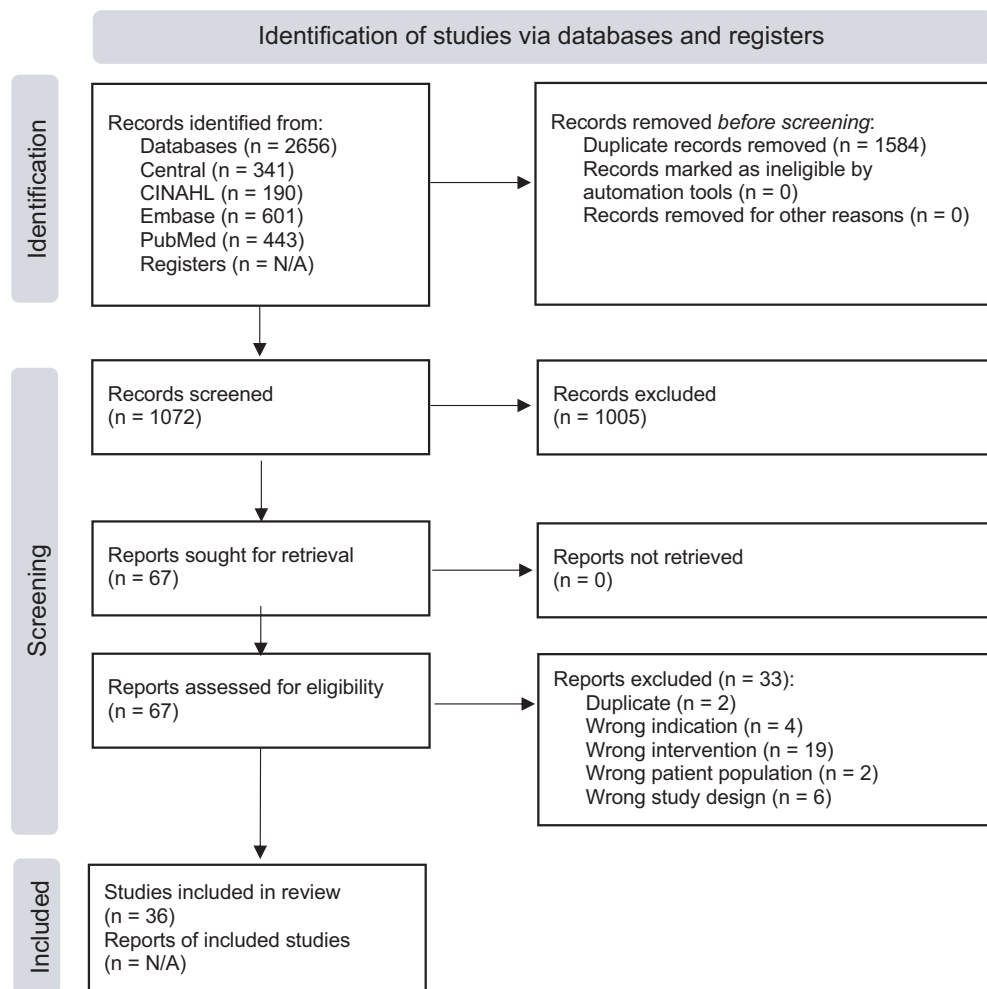 Identification of studies via databases and registers
Identification
Records identified from:
Databases (n = 2656)
Central (n = 341)
CINAHL (n = 190)
Embase (n = 601)
PubMed (n = 443)
Registers (n = N/A)
Records removed before screening:
Duplicate records removed (n = 1584)
Records marked as ineligible by
automation tools (n = 0)
Records removed for other reasons (n = 0)
Screening
Records screened
(n = 1072)
Records excluded
(n = 1005)
Reports sought for retrieval
(n = 67)
Reports not retrieved
(n = 0)
Reports assessed for eligibility
(n = 67)
Reports excluded (n = 33):
Duplicate (n = 2)
Wrong indication (n = 4)
Wrong intervention (n = 19)
Wrong patient population (n = 2)
Wrong study design (n = 6)
Included
Studies included in review
(n = 36)
Reports of included studies
(n = N/A)